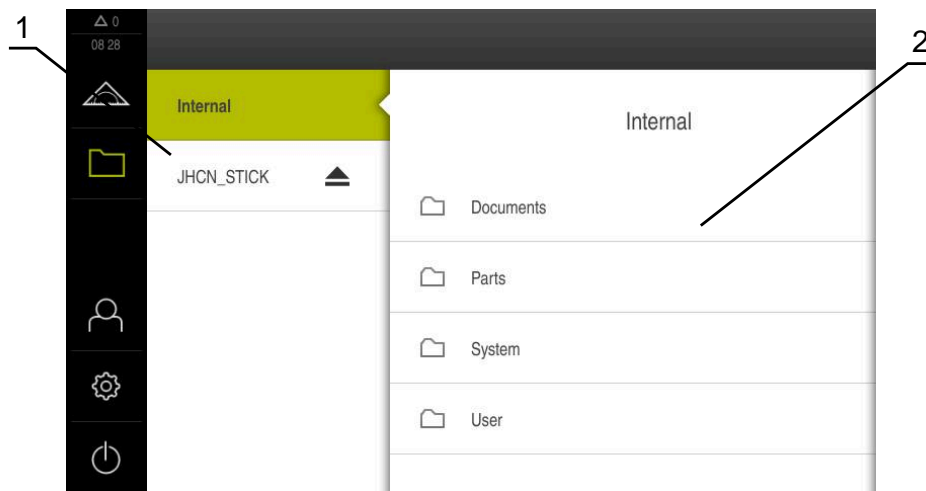 1
2
0
08 28
Internal
JHCN_STICK
Internal
Documents
Parts
System
User